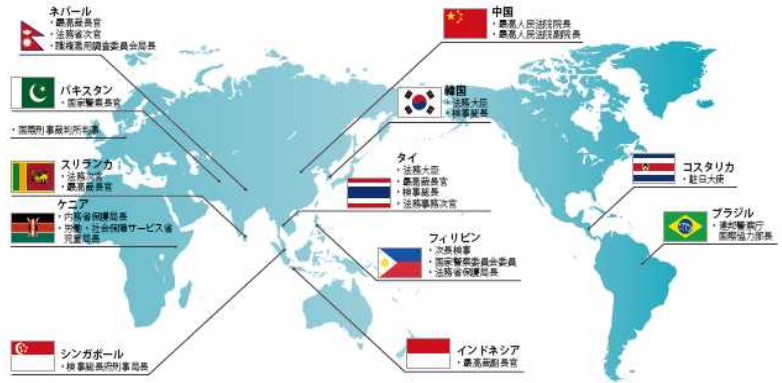 ネパール
・最高裁長官
・法務省次官
・職権濫用調査委員会局長
中国
・最高人民法院院長
・最高人民法院副院長
パキスタン
・国家警察長官
韓国
・法務大臣
・検事総長
・国際刑事裁判所判事
スリランカ
・法務次官
・最高裁長官
タイ
・法務大臣
・最高裁長官
・検事総長
・法務事務次官
コスタリカ
・駐日大使
ケニア
・内務省保護局長
・労働・社会保障サービス省
児童局長
ブラジル
・連邦警察庁
国際協力部長
フィリピン
・次長検事
・国家警察委員会委員
・法務省保護局長
シンガポール
・検事総長府刑事局長
インドネシア
・最高裁副長官